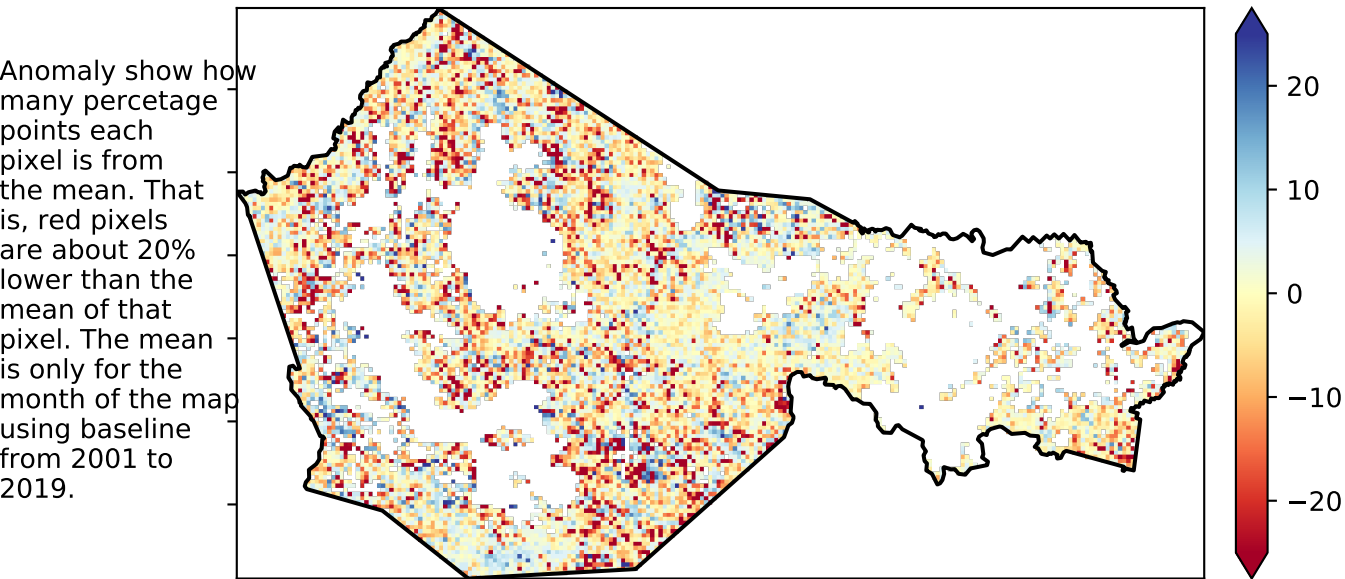 Anomaly show how
many percetage
points each
pixel is from
the mean. That
is, red pixels
are about 20%
lower than the
mean of that
pixel. The mean
is only for the
month of the map
using baseline
from 2001 to
2019.
20
10
0
−10
−20